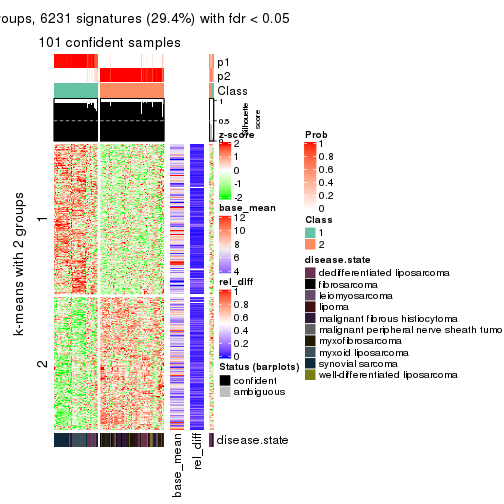 oups, 6231 signatures (29.4%) with fdr < 0.05
101 confident samples
p1
p2
Class
1
0.5
0
Silhouette
score
z-score
2
1
0
-1
-2
base_mean
12
10
8
6
4
rel_diff
1
0.8
0.6
0.4
0.2
0
Status (barplots)
confident
ambiguous
Prob
1
0.8
0.6
0.4
0.2
0
Class
1
2
disease.state
dedifferentiated liposarcoma
fibrosarcoma
leiomyosarcoma
lipoma
malignant fibrous histiocytoma
malignant peripheral nerve sheath tumo
myxofibrosarcoma
myxoid liposarcoma
synovial sarcoma
well-differentiated liposarcoma
k-means with 2 groups
1
2
disease.state
base_mean
rel_diff